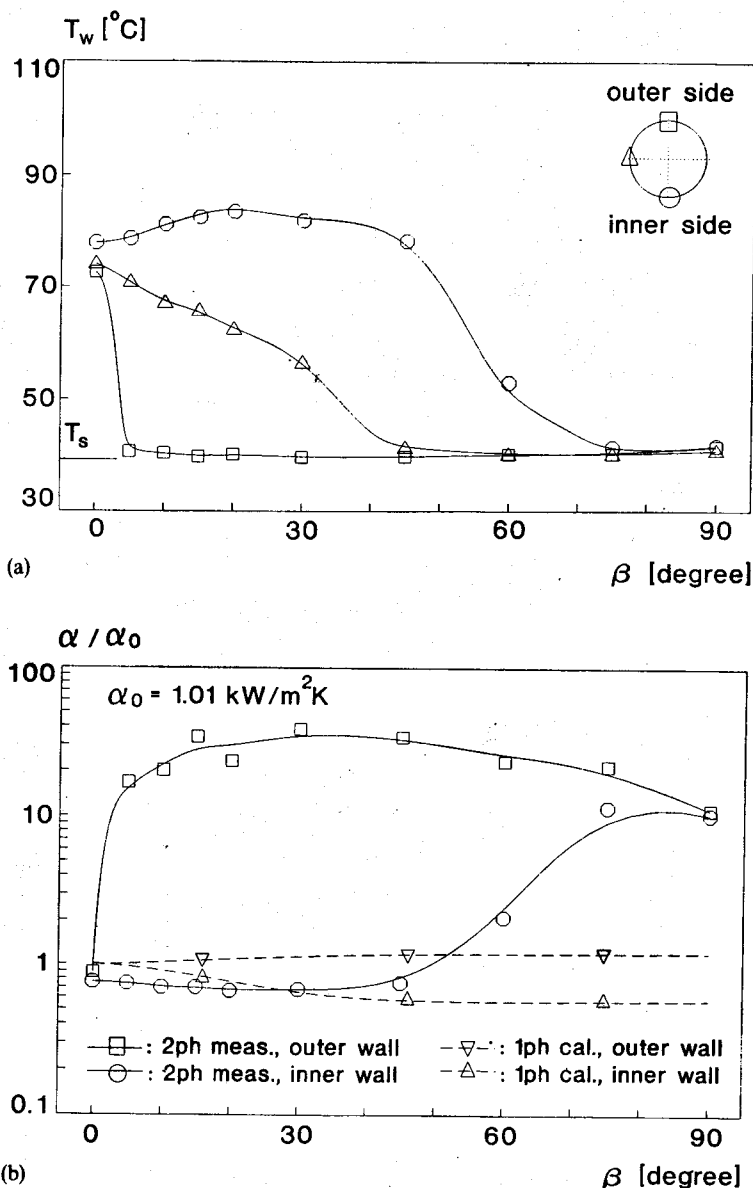 T_w [°C]
110
90
70
50
T_s
30
outer side
inner side
0 30 60 90
(a)
β [degree]
α / α₀
100
α₀ = 1.01 kW/m²K
10
1
: 2ph meas., outer wall
: 1ph cal., outer wall
: 2ph meas., inner wall
: 1ph cal., inner wall
0.1
0 30 60 90
(b)
β [degree]